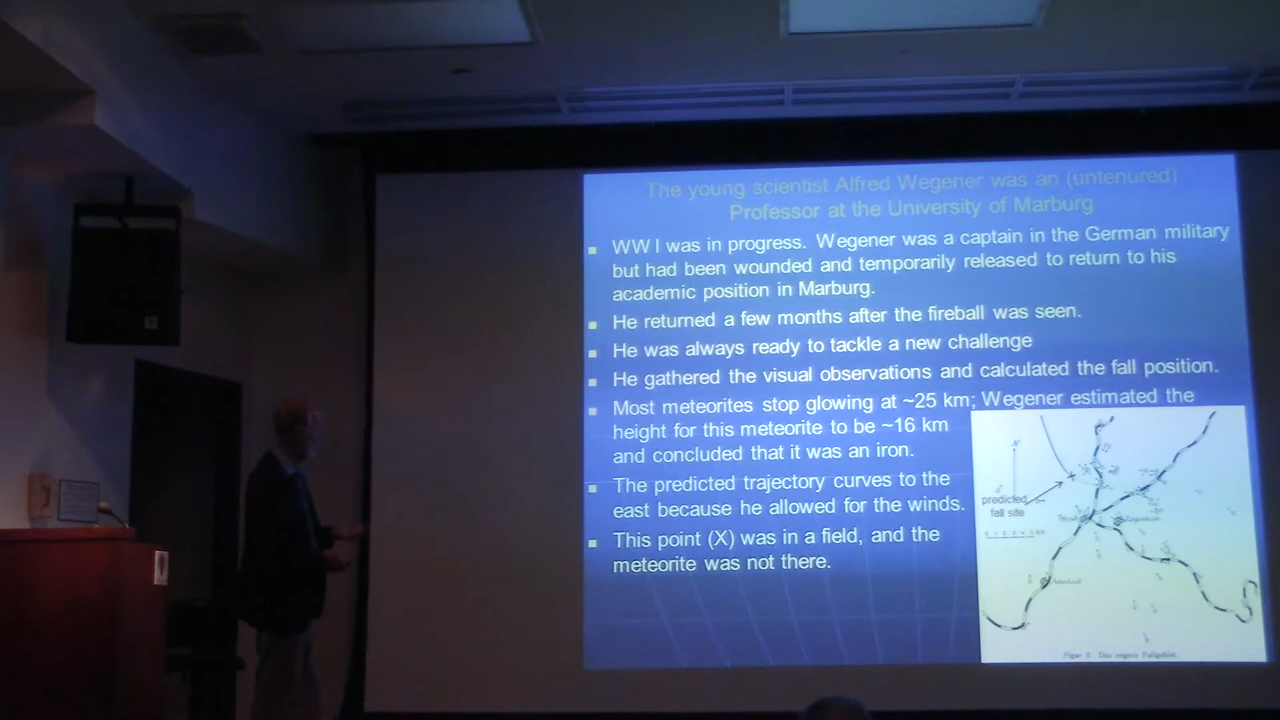 The young scientist Alfred Wegener was an (untenured)
Professor at the University of Marburg
WW I was in progress. Wegener was a captain in the German military
but had been wounded and temporarily released to return to his
academic position in Marburg.
He returned a few months after the fireball was seen.
He was always ready to tackle a new challenge
He gathered the visual observations and calculated the fall position.
Most meteorites stop glowing at ~25 km; Wegener estimated the
height for this meteorite to be ~16 km
and concluded that it was an iron.
The predicted trajectory curves to the
east because he allowed for the winds.
This point (X) was in a field, and the
meteorite was not there.
N
predicted
fall site